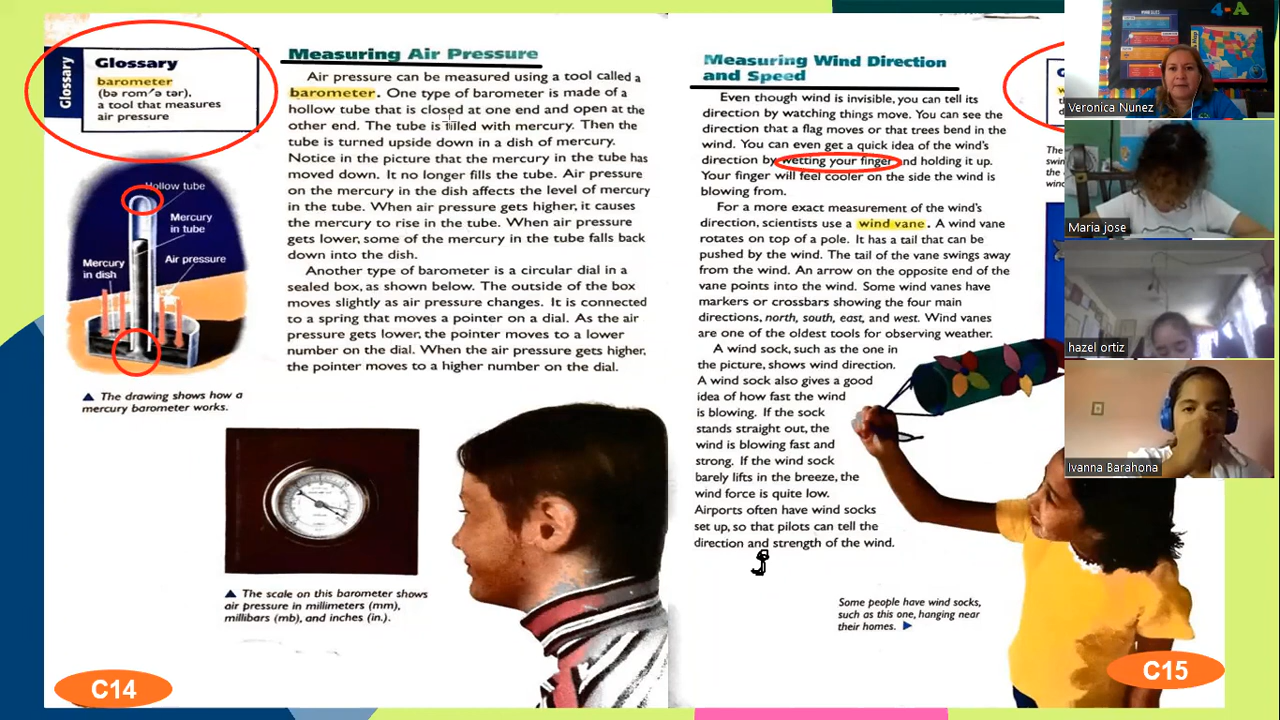 Glossary
Glossary
barometer
(bə rom′ə tər),
a tool that measures
air pressure
Hollow tube
Mercury
in tube
Mercury
in dish
Air pressure
▲ The drawing shows how a
mercury barometer works.
Measuring Air Pressure
Air pressure can be measured using a tool called a
barometer. One type of barometer is made of a
hollow tube that is closed at one end and open at the
other end. The tube is filled with mercury. Then the
tube is turned upside down in a dish of mercury.
Notice in the picture that the mercury in the tube has
moved down. It no longer fills the tube. Air pressure
on the mercury in the dish affects the level of mercury
in the tube. When air pressure gets higher, it causes
the mercury to rise in the tube. When air pressure
gets lower, some of the mercury in the tube falls back
down into the dish.
Another type of barometer is a circular dial in a
sealed box, as shown below. The outside of the box
moves slightly as air pressure changes. It is connected
to a spring that moves a pointer on a dial. As the air
pressure gets lower, the pointer moves to a lower
number on the dial. When the air pressure gets higher,
the pointer moves to a higher number on the dial.
▲ The scale on this barometer shows
air pressure in millimeters (mm),
millibars (mb), and inches (in.).
C14
Measuring Wind Direction
and Speed
Even though wind is invisible, you can tell its
direction by watching things move. You can see the
direction that a flag moves or that trees bend in the
wind. You can even get a quick idea of the wind's
direction by wetting your finger and holding it up.
Your finger will feel cooler on the side the wind is
blowing from.
For a more exact measurement of the wind's
direction, scientists use a wind vane. A wind vane
rotates on top of a pole. It has a tail that can be
pushed by the wind. The tail of the vane swings away
from the wind. An arrow on the opposite end of the
vane points into the wind. Some wind vanes have
markers or crossbars showing the four main
directions, north, south, east, and west. Wind vanes
are one of the oldest tools for observing weather.
A wind sock, such as the one in
the picture, shows wind direction.
A wind sock also gives a good
idea of how fast the wind
is blowing. If the sock
stands straight out, the
wind is blowing fast and
strong. If the wind sock
barely lifts in the breeze, the
wind force is quite low.
Airports often have wind socks
set up, so that pilots can tell the
direction and strength of the wind.
Some people have wind socks,
such as this one, hanging near
their homes. ▶
C15
4-A
Veronica Nunez
Maria jose
hazel ortiz
Ivanna Barahona